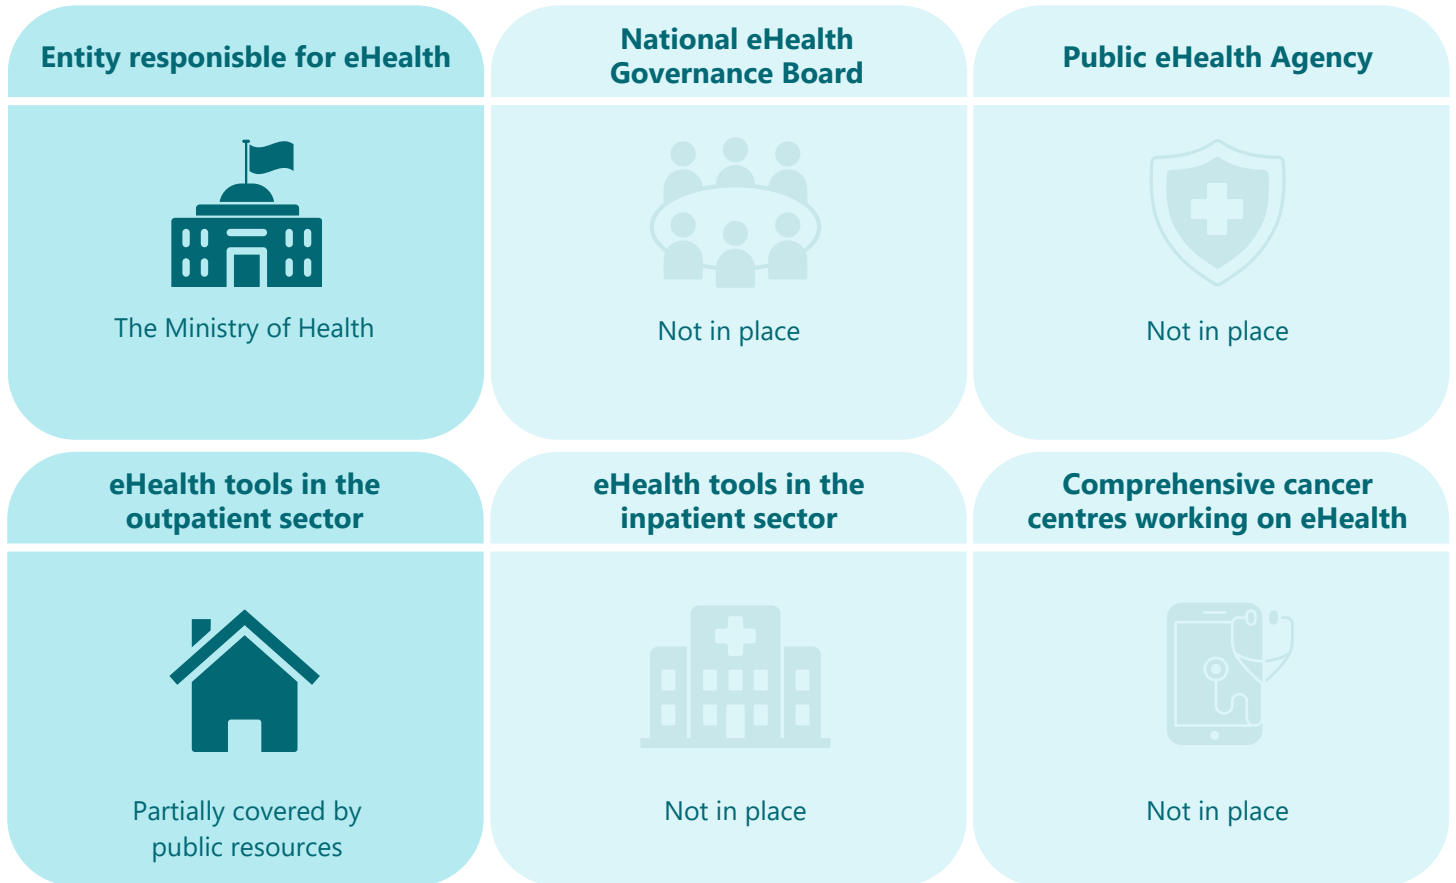 Entity responisble for eHealth
National eHealth
Governance Board
Public eHealth Agency
The Ministry of Health
Not in place
Not in place
eHealth tools in the
outpatient sector
eHealth tools in the
inpatient sector
Comprehensive cancer
centres working on eHealth
Partially covered by
public resources
Not in place
Not in place